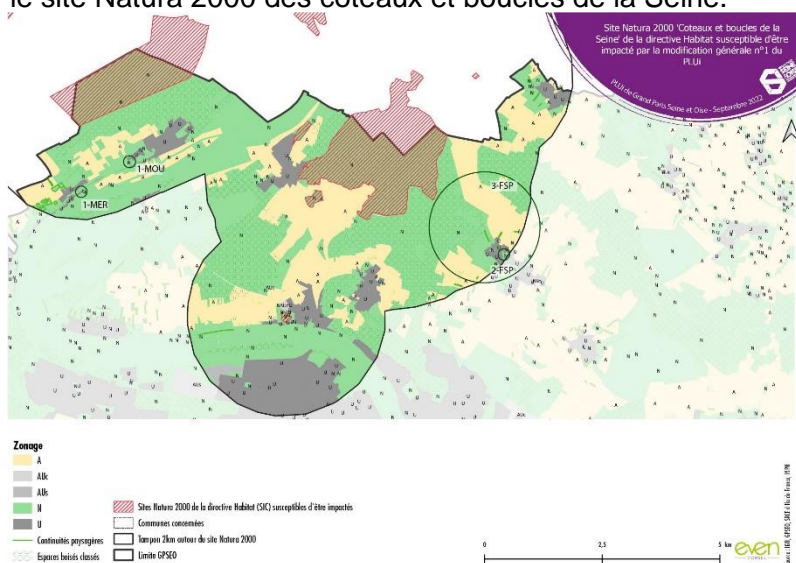 le site Natura 2000 des coteaux et boucles de la Seine.
Site Natura 2000 'Coteaux et boucles de la
Seine' de la directive Habitat susceptible d'être
impacté par la modification générale n°1 du
PLUi
PLUi de Grand Paris Seine et Oise - Septembre 2022
1-MOU
1-MER
3-FSP
2-FSP
Zonage
A
AUc
AUs
N
U
Continuités paysagères
Espaces boisés classés
Sites Natura 2000 de la directive Habitat (SIC) susceptibles d'être impactés
Communes concernées
Tampon 2km autour du site Natura 2000
Limite GPSEO
0
2,5
5 km
even
CONSEIL